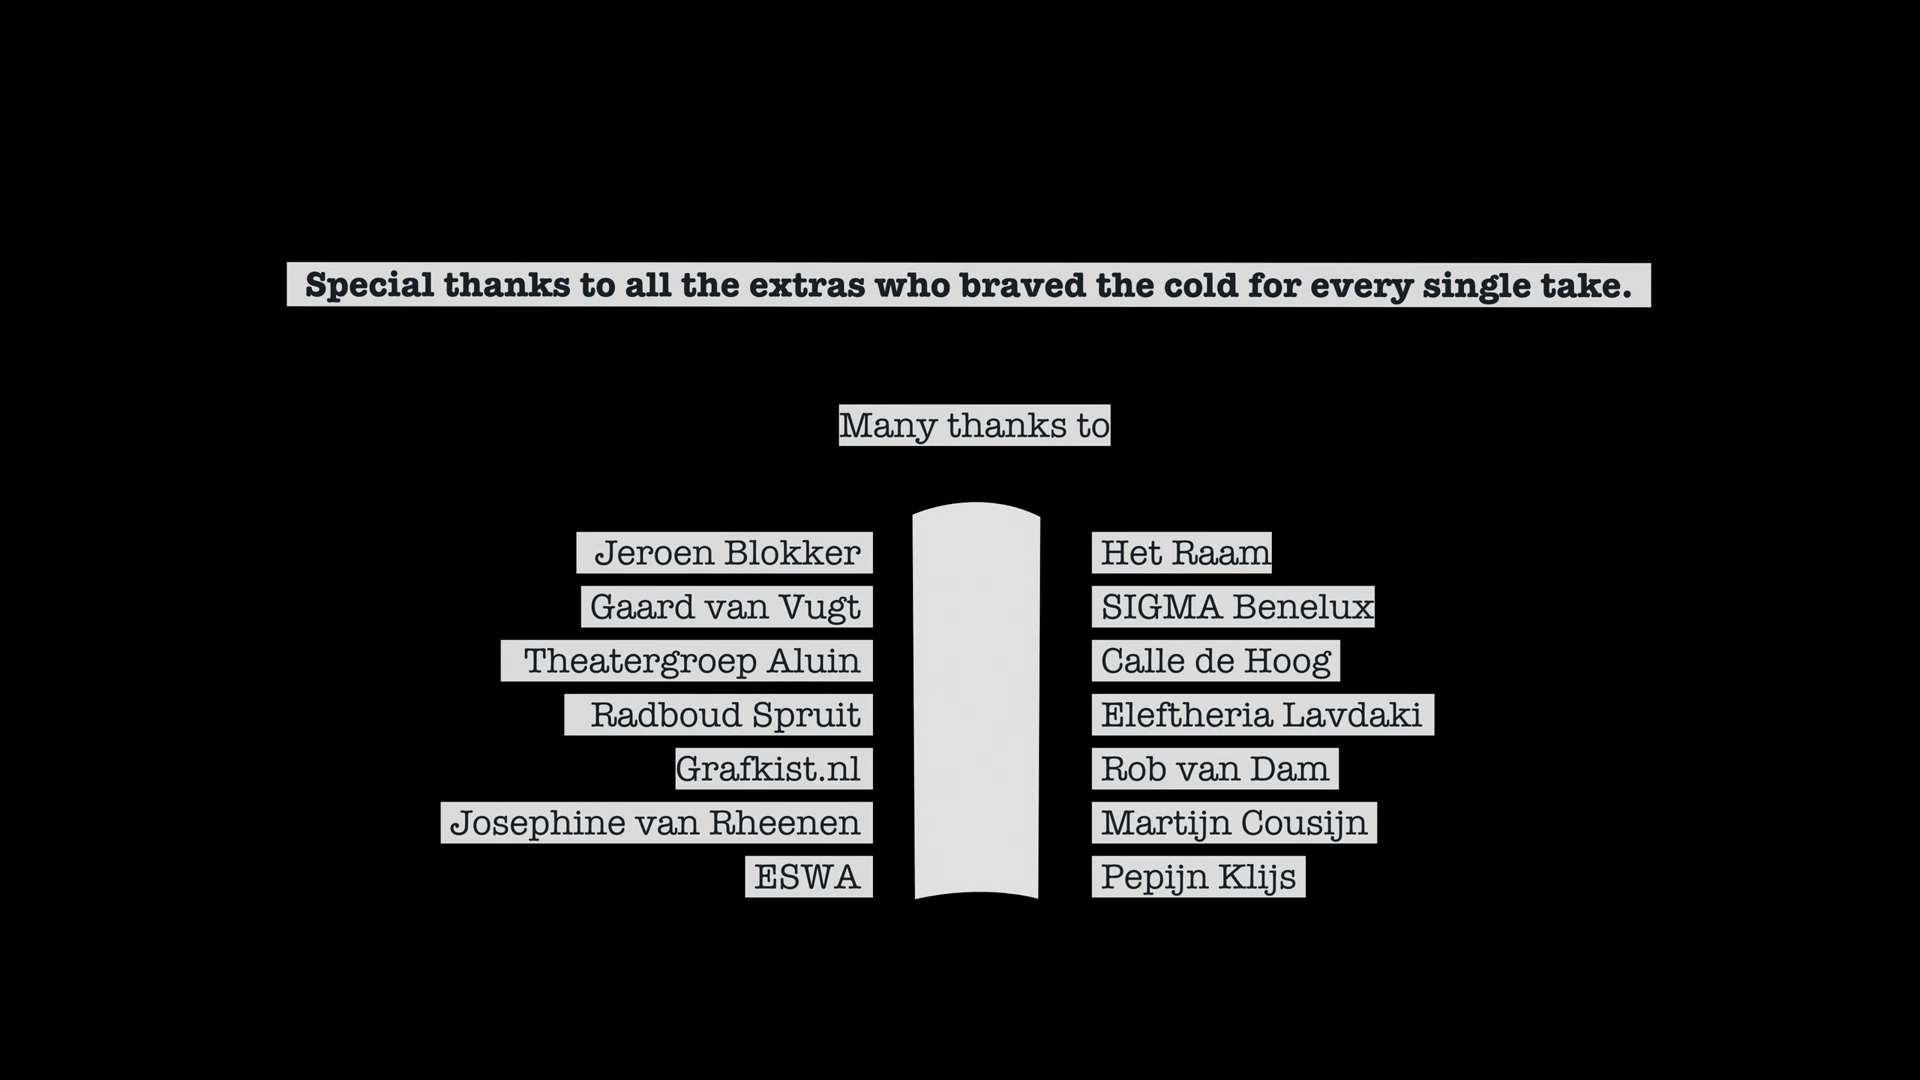 Special thanks to all the extras who braved the cold for every single take.
Many thanks to
Jeroen Blokker
Gaard van Vugt
Theatergroep Aluin
Radboud Spruit
Grafkist.nl
Josephine van Rheenen
ESWA
Het Raam
SIGMA Benelux
Calle de Hoog
Eleftheria Lavdaki
Rob van Dam
Martijn Cousijn
Pepijn Klijs